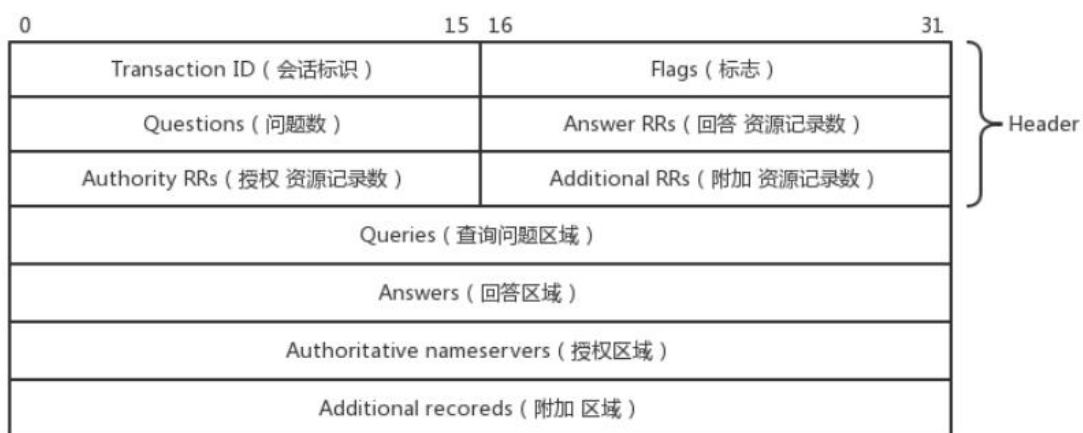 0 15 16 31
Transaction ID ( 会话标识 ) Flags ( 标志 )
Questions ( 问题数 ) Answer RRs ( 回答 资源记录数 ) Header
Authority RRs ( 授权 资源记录数 ) Additional RRs ( 附加 资源记录数 )
Queries ( 查询问题区域 )
Answers ( 回答区域 )
Authoritative nameservers ( 授权区域 )
Additional recoreds ( 附加 区域 )